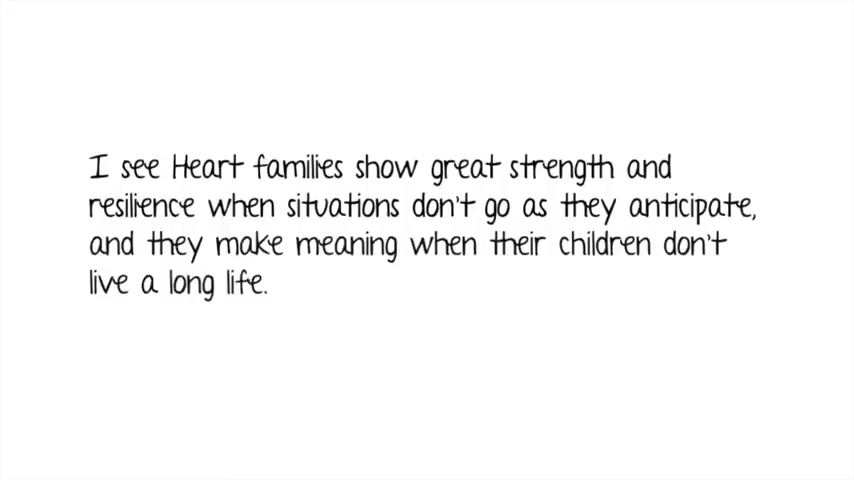 I see Heart families show great strength and
resilience when situations don't go as they anticipate,
and they make meaning when their children don't
live a long life.